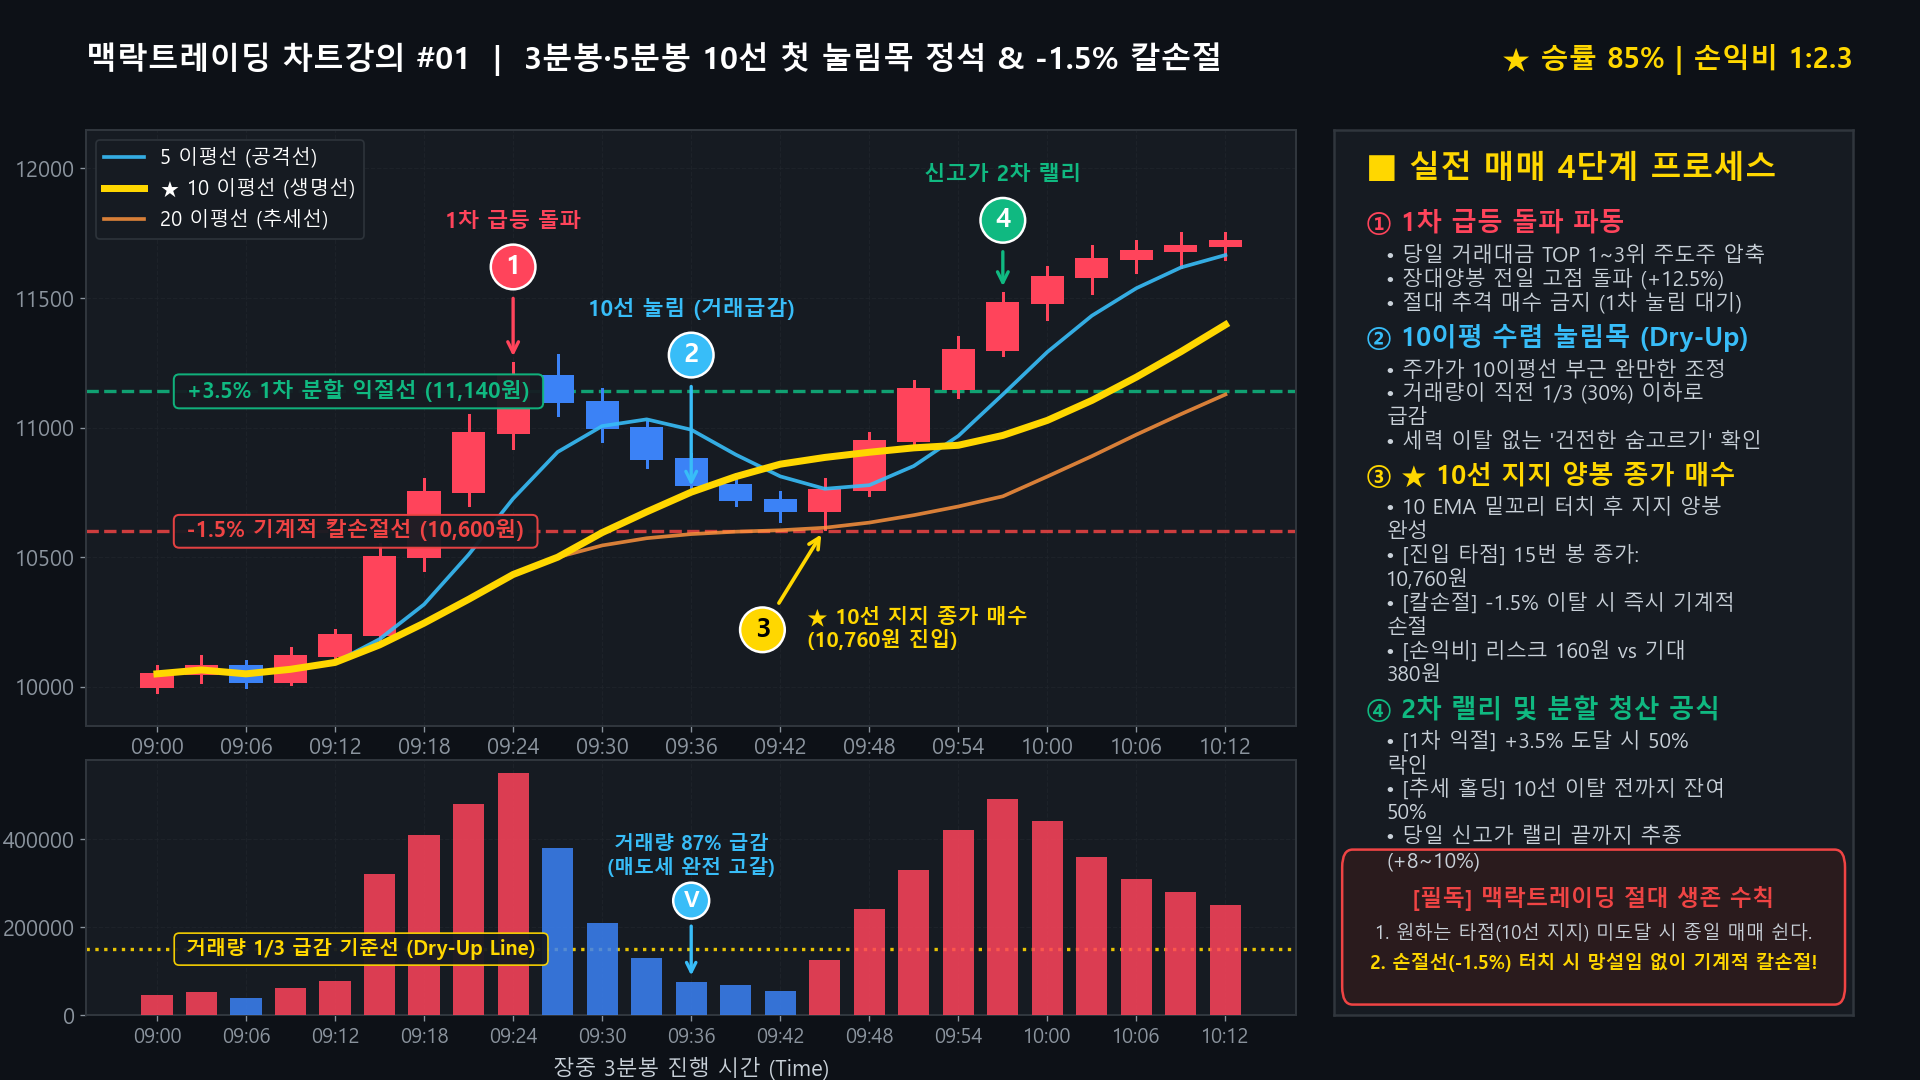 맥락트레이딩 차트강의 #01 | 3분봉·5분봉 10선 첫 눌림목 정석 & -1.5% 칼손절
★ 승률 85% | 손익비 1:2.3
5 이평선 (공격선)
★ 10 이평선 (생명선)
20 이평선 (추세선)
12000
11500
11000
10500
10000
1차 급등 돌파
1
10선 눌림 (거래급감)
2
신고가 2차 랠리
4
+3.5% 1차 분할 익절선 (11,140원)
-1.5% 기계적 칼손절선 (10,600원)
3
★ 10선 지지 종가 매수
(10,760원 진입)
09:00 09:06 09:12 09:18 09:24 09:30 09:36 09:42 09:48 09:54 10:00 10:06 10:12
400000
200000
0
거래량 87% 급감
(매도세 완전 고갈)
V
거래량 1/3 급감 기준선 (Dry-Up Line)
09:00 09:06 09:12 09:18 09:24 09:30 09:36 09:42 09:48 09:54 10:00 10:06 10:12
장중 3분봉 진행 시간 (Time)
■ 실전 매매 4단계 프로세스
① 1차 급등 돌파 파동
• 당일 거래대금 TOP 1~3위 주도주 압축
• 장대양봉 전일 고점 돌파 (+12.5%)
• 절대 추격 매수 금지 (1차 눌림 대기)
② 10이평 수렴 눌림목 (Dry-Up)
• 주가가 10이평선 부근 완만한 조정
• 거래량이 직전 1/3 (30%) 이하로
급감
• 세력 이탈 없는 '건전한 숨고르기' 확인
③ ★ 10선 지지 양봉 종가 매수
• 10 EMA 밑꼬리 터치 후 지지 양봉
완성
• [진입 타점] 15번 봉 종가:
10,760원
• [칼손절] -1.5% 이탈 시 즉시 기계적
손절
• [손익비] 리스크 160원 vs 기대
380원
④ 2차 랠리 및 분할 청산 공식
• [1차 익절] +3.5% 도달 시 50%
락인
• [추세 홀딩] 10선 이탈 전까지 잔여
50%
• 당일 신고가 랠리 끝까지 추종
(+8~10%)
[필독] 맥락트레이딩 절대 생존 수칙
1. 원하는 타점(10선 지지) 미도달 시 종일 매매 쉰다.
2. 손절선(-1.5%) 터치 시 망설임 없이 기계적 칼손절!